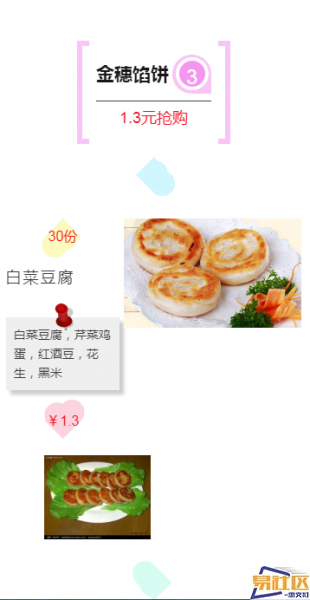 金穗馅饼 3
1.3元抢购
30份
白菜豆腐
白菜豆腐，芹菜鸡
蛋，红酒豆，花
生，黑米
￥1.3
易社区